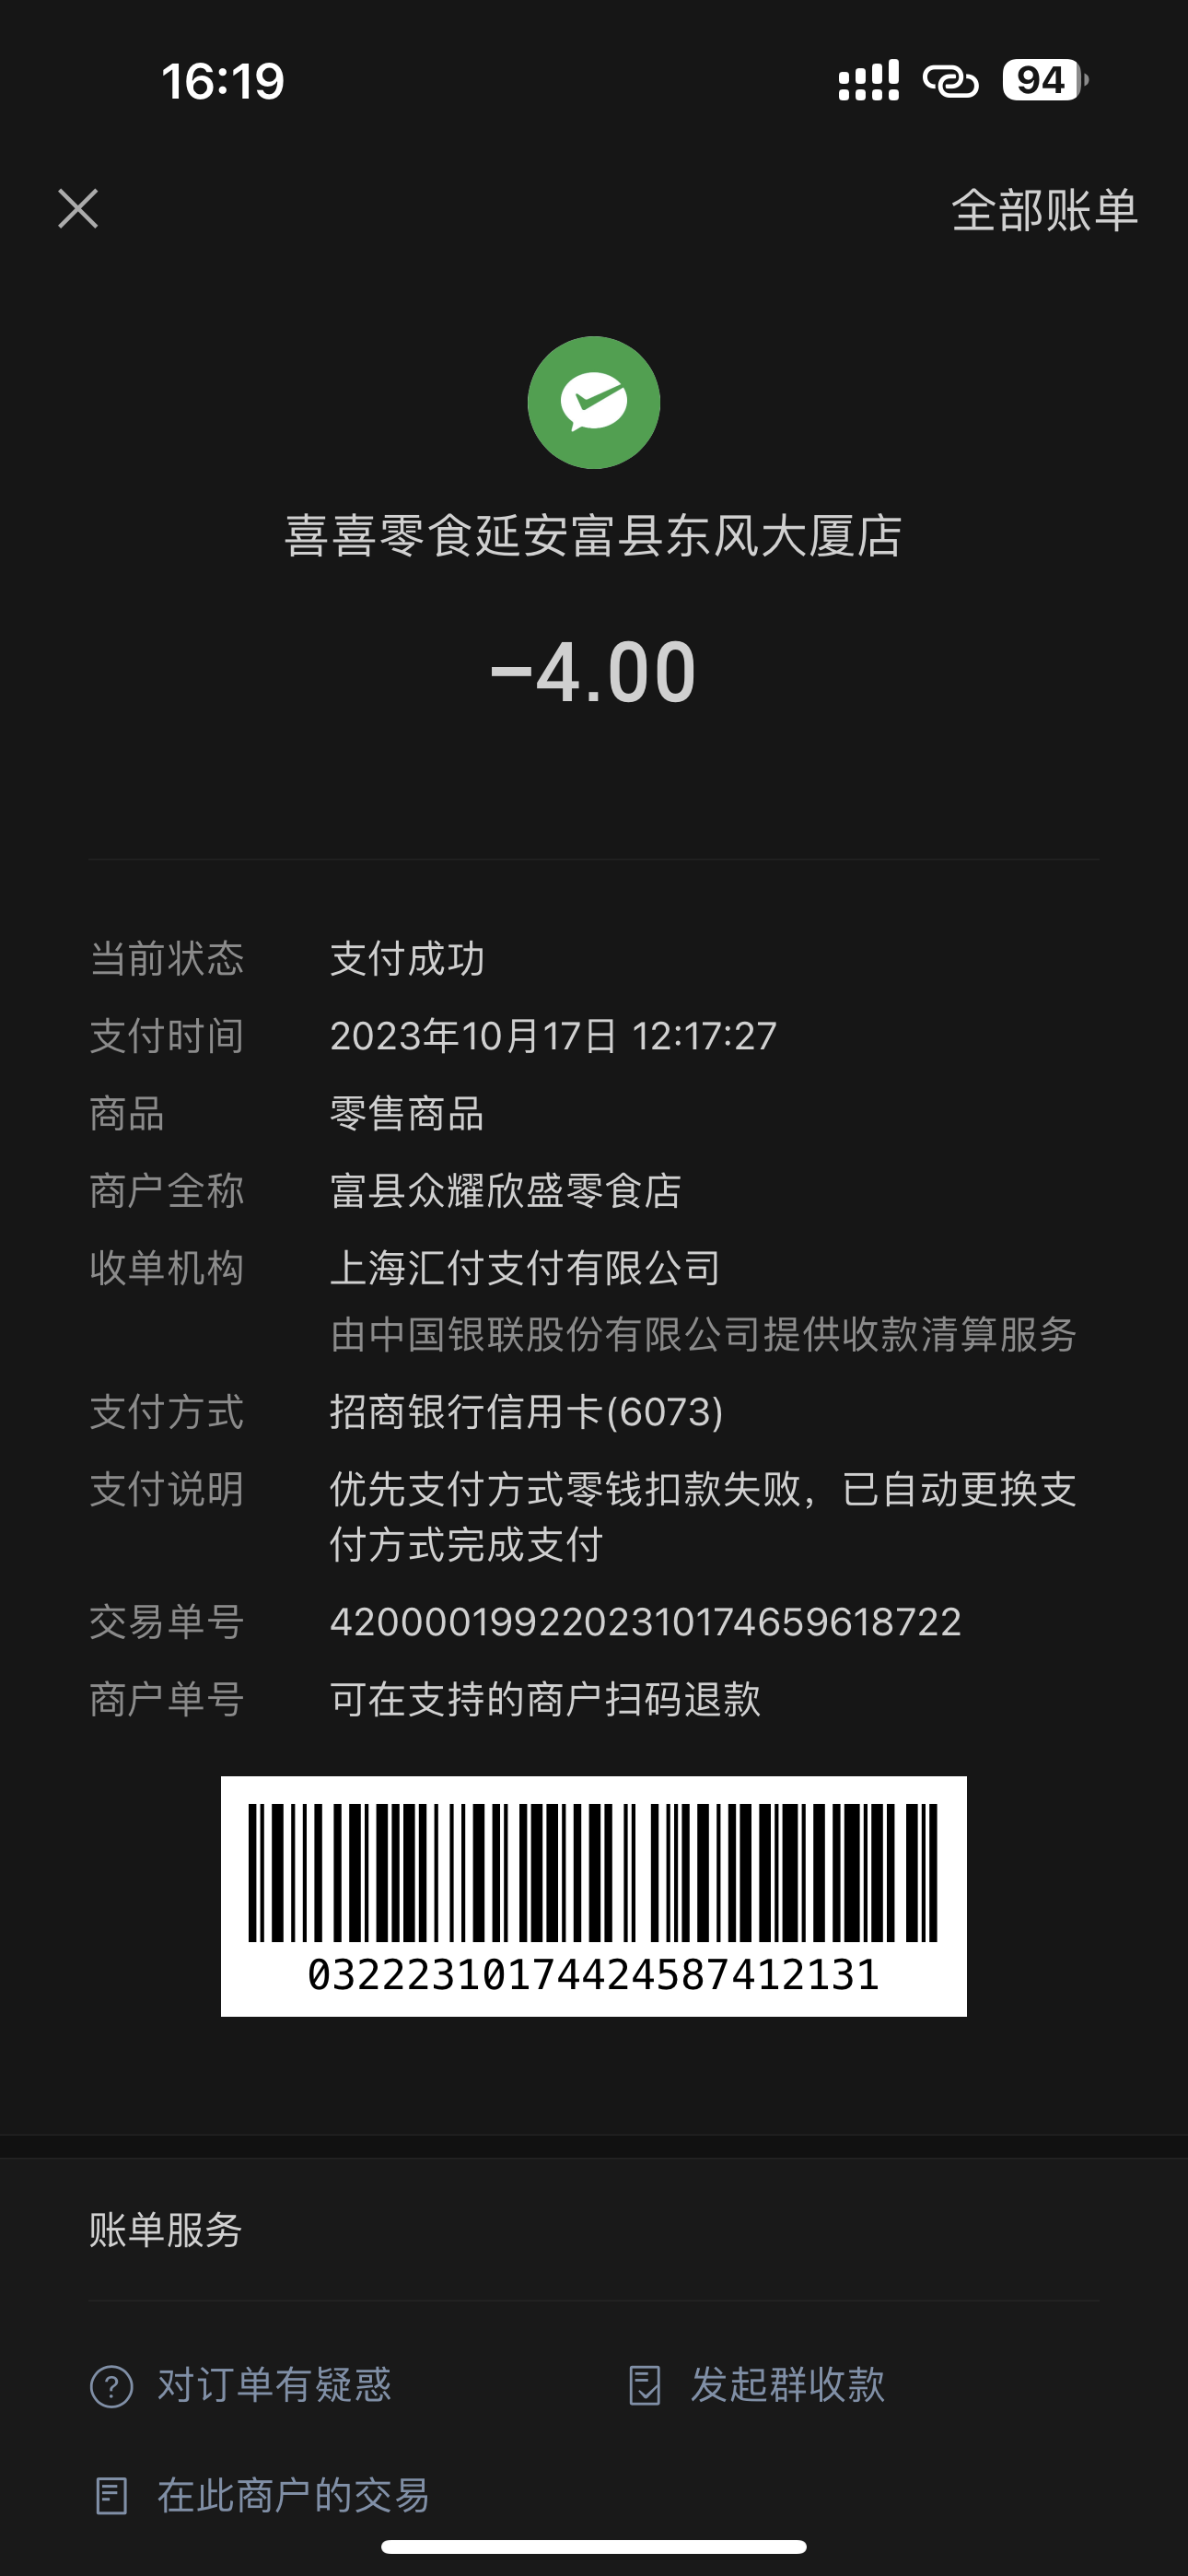 16:19
94
全部账单
喜喜零食延安富县东风大厦店
-4.00
当前状态 支付成功
支付时间 2023年10月17日 12:17:27
商品 零售商品
商户全称 富县众耀欣盛零食店
收单机构 上海汇付支付有限公司
由中国银联股份有限公司提供收款清算服务
支付方式 招商银行信用卡(6073)
支付说明 优先支付方式零钱扣款失败，已自动更换支
付方式完成支付
交易单号 4200001992202310174659618722
商户单号 可在支持的商户扫码退款
03222310174424587412131
账单服务
对订单有疑惑 发起群收款
在此商户的交易